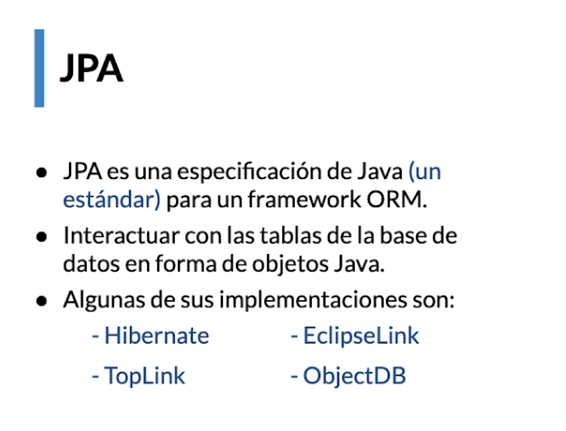 JPA
● JPA es una especificación de Java (un
estándar) para un framework ORM.
● Interactuar con las tablas de la base de
datos en forma de objetos Java.
● Algunas de sus implementaciones son:
- Hibernate - EclipseLink
- TopLink - ObjectDB